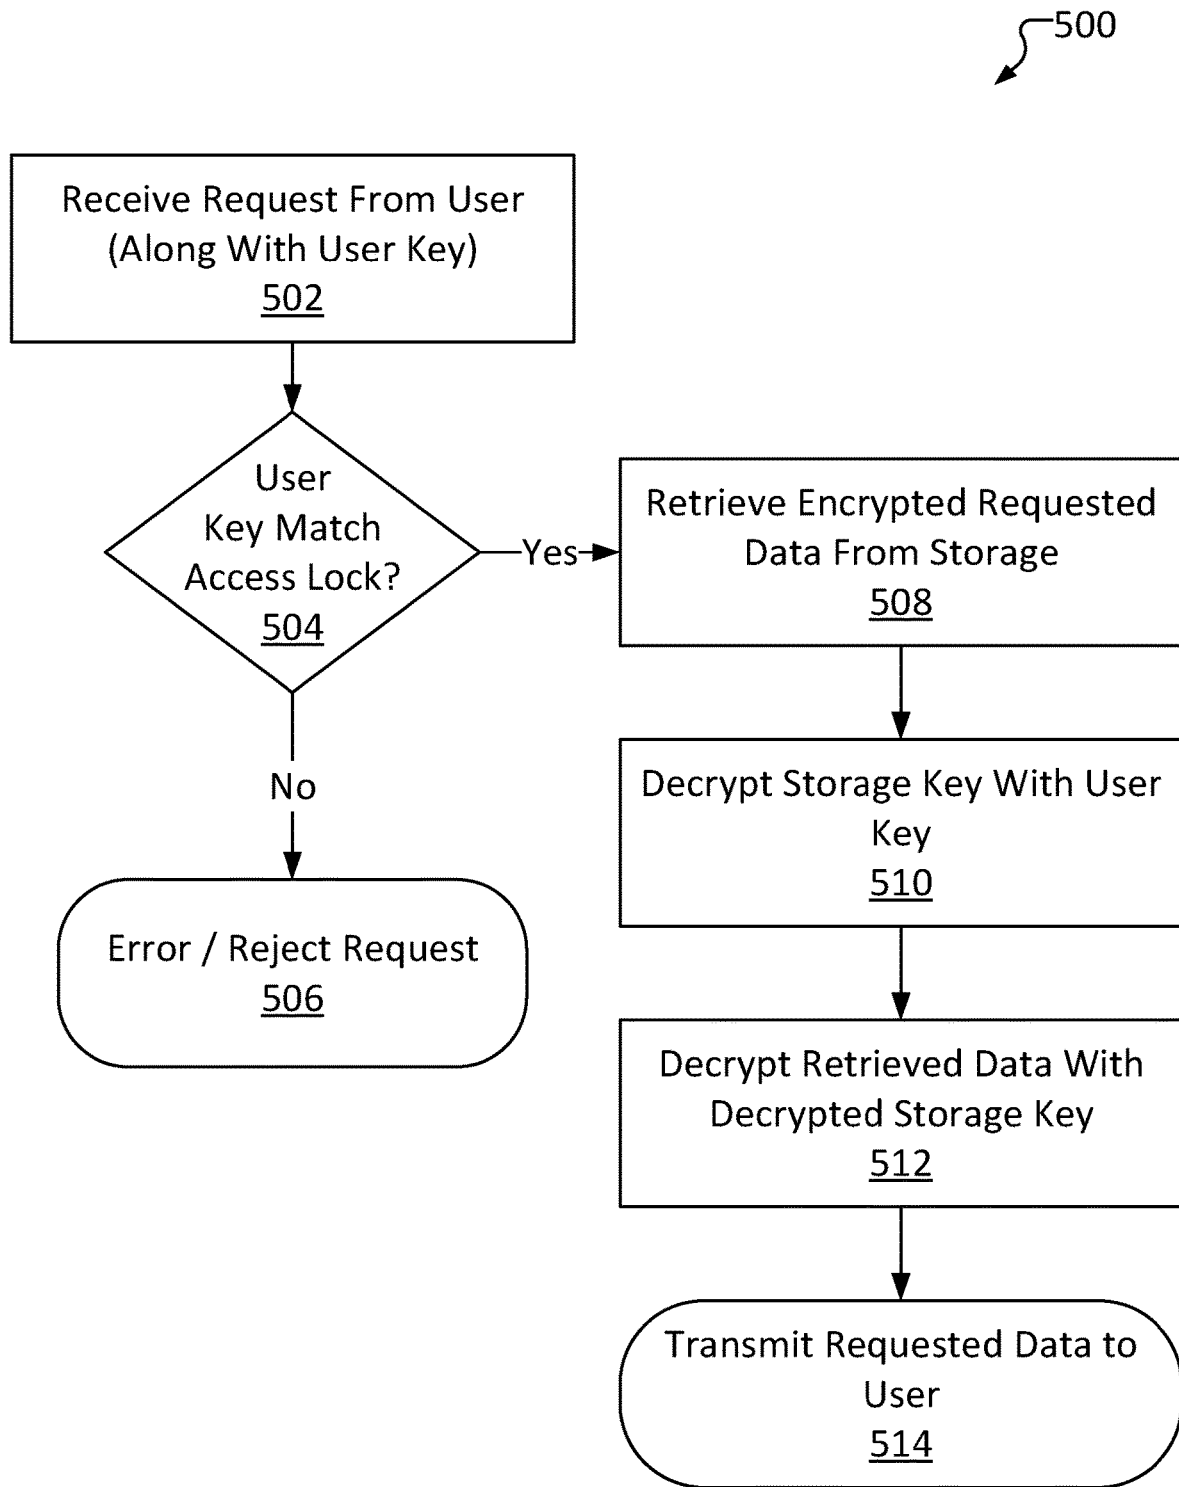 500
Receive Request From User
(Along With User Key)
502
User
Key Match
Access Lock?
504
Yes
No
Error / Reject Request
506
Retrieve Encrypted Requested
Data From Storage
508
Decrypt Storage Key With User
Key
510
Decrypt Retrieved Data With
Decrypted Storage Key
512
Transmit Requested Data to
User
514